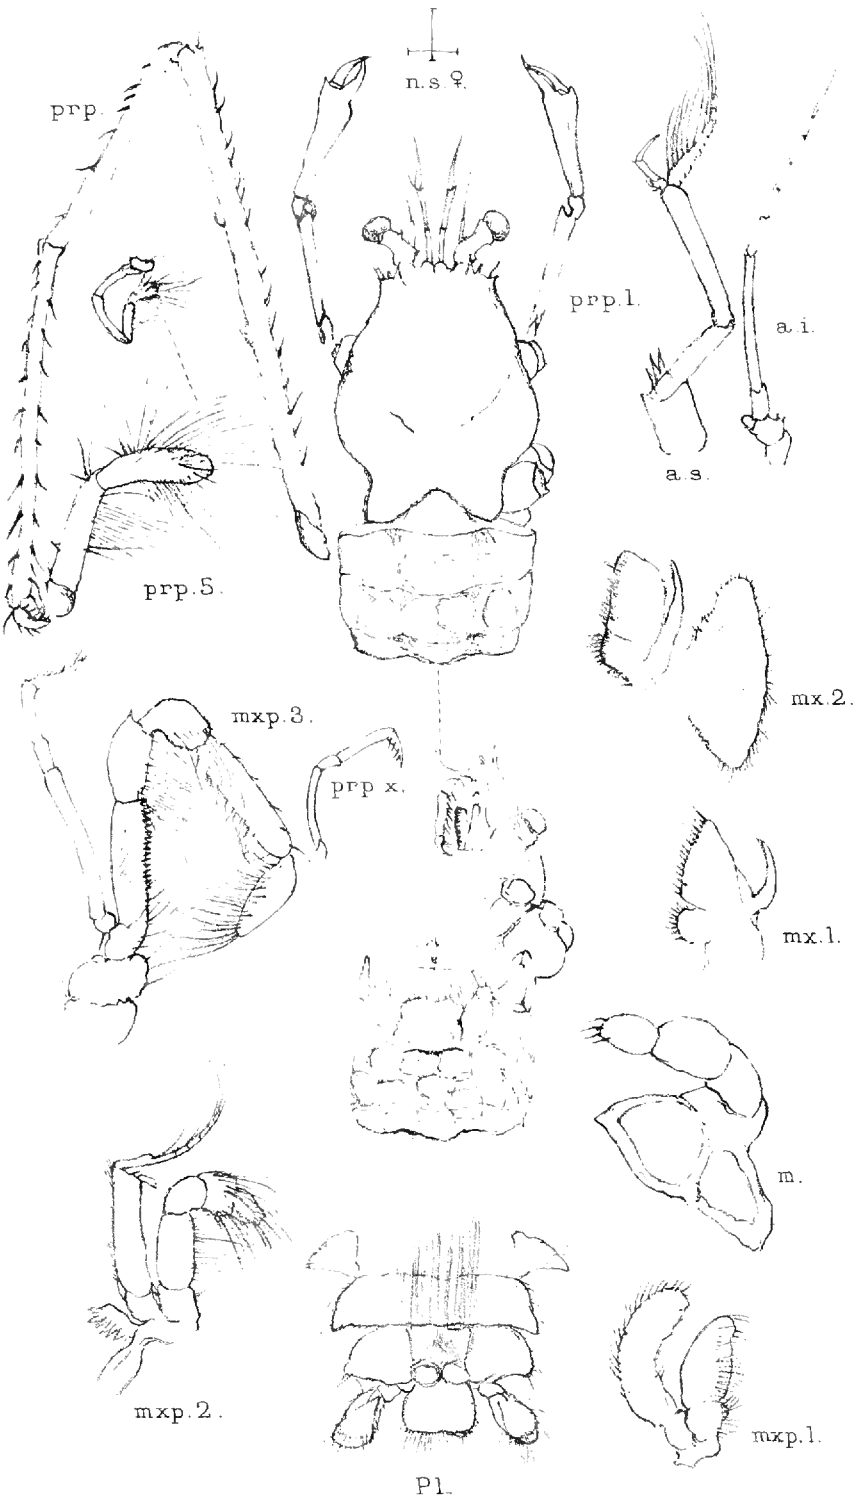 n.s.♀.
prp.
prp.1.
a.i.
a.s.
prp.5.
mx.2.
mxp.3.
prp x.
mx.1.
m.
mxp.2.
mxp.1.
Pl.